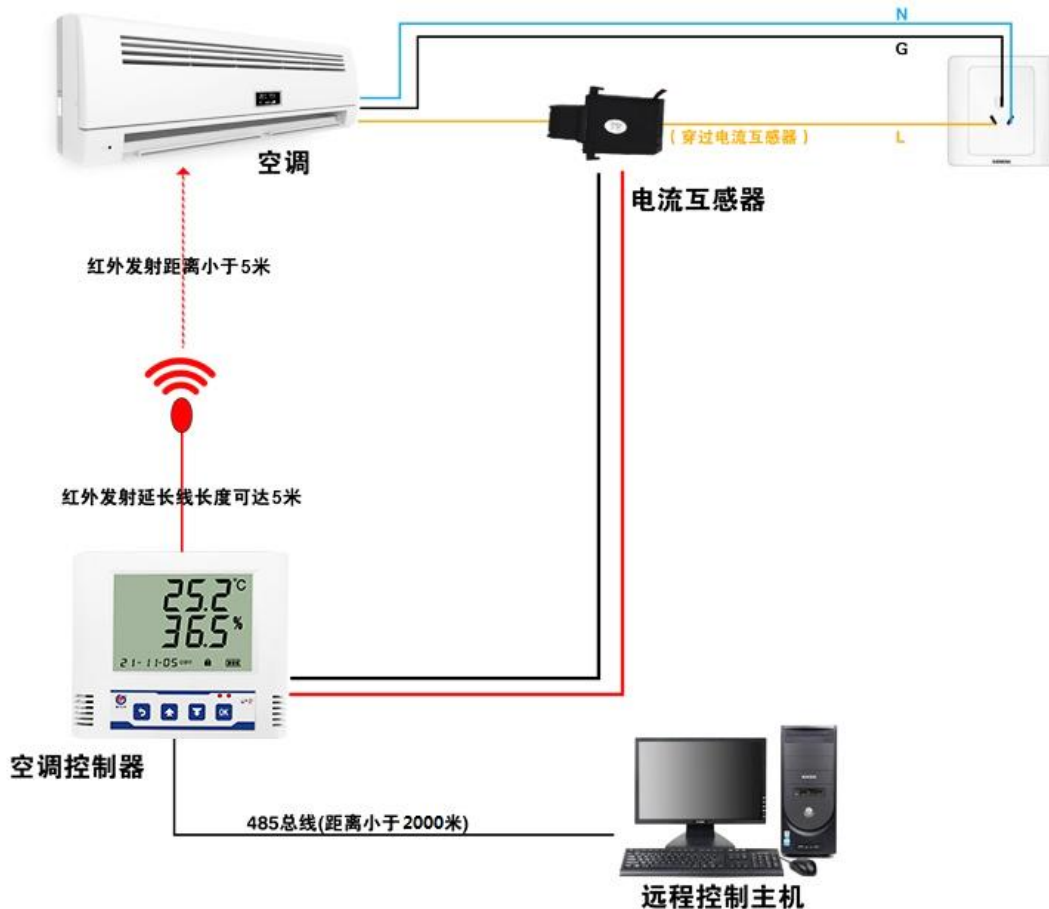 N
G
（穿过电流互感器）
L
空调
电流互感器
红外发射距离小于5米
红外发射延长线长度可达5米
25.2℃
36.5%
21-11-05
OK
空调控制器
485总线(距离小于2000米)
远程控制主机